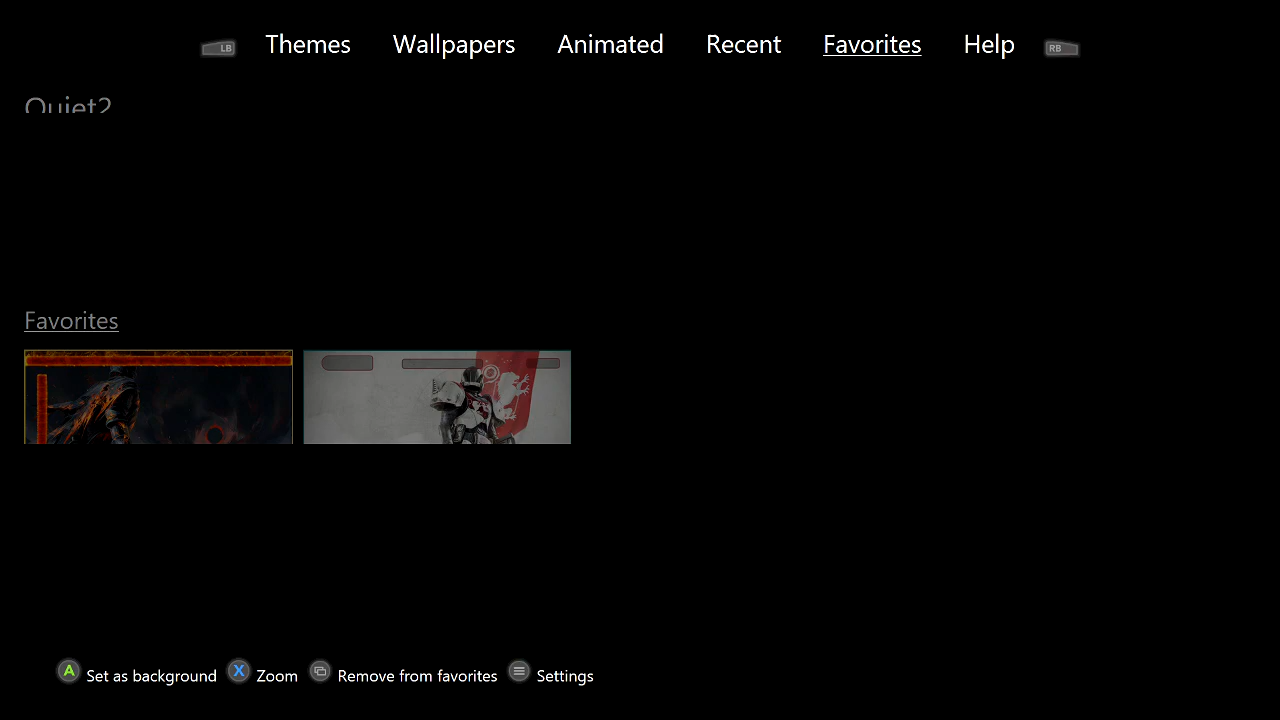 LB Themes Wallpapers Animated Recent Favorites Help RB
Quiet2
Favorites
A Set as background X Zoom Remove from favorites Settings